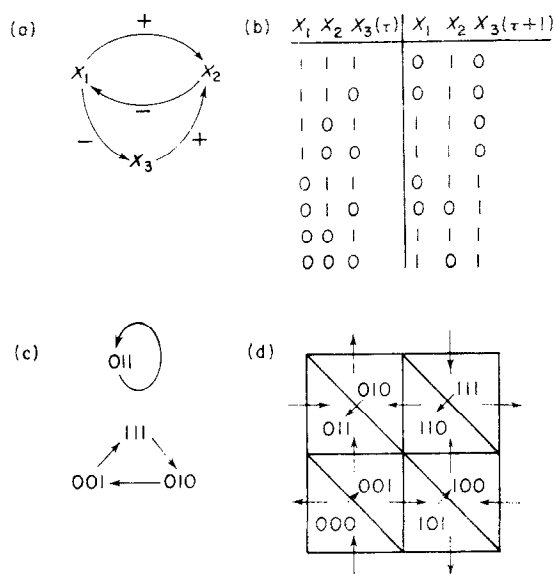 (a)
+
X₁ X₂
−
− +
X₃
(b) X₁ X₂ X₃(τ) X₁ X₂ X₃(τ+1)
1 1 1 0 1 0
1 1 0 0 1 0
1 0 1 1 1 0
1 0 0 1 1 0
0 1 1 0 1 1
0 1 0 0 0 1
0 0 1 1 1 1
0 0 0 1 0 1
(c)
011
111
001 010
(d)
010 111
011 110
001 100
000 101